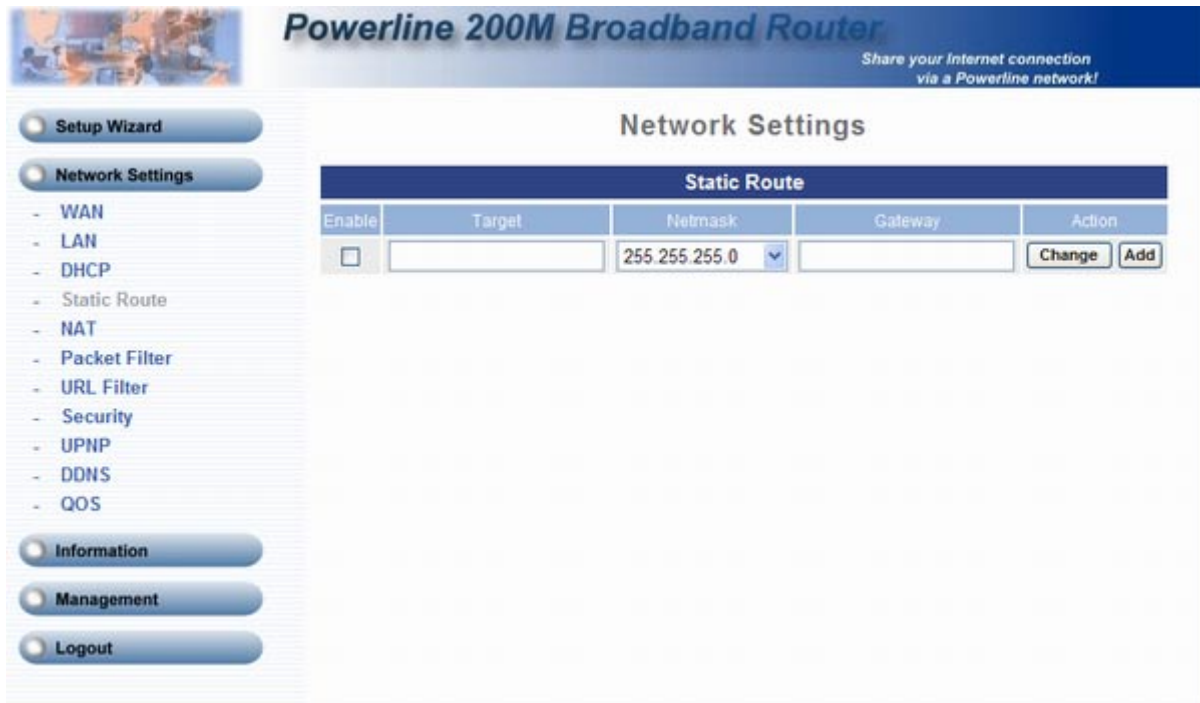 Powerline 200M Broadband Router
Share your Internet connection
via a Powerline network!
Setup Wizard
Network Settings
- WAN
- LAN
- DHCP
- Static Route
- NAT
- Packet Filter
- URL Filter
- Security
- UPNP
- DDNS
- QOS
Information
Management
Logout
Network Settings
Static Route
Enable Target Netmask Gateway Action
255.255.255.0 Change Add